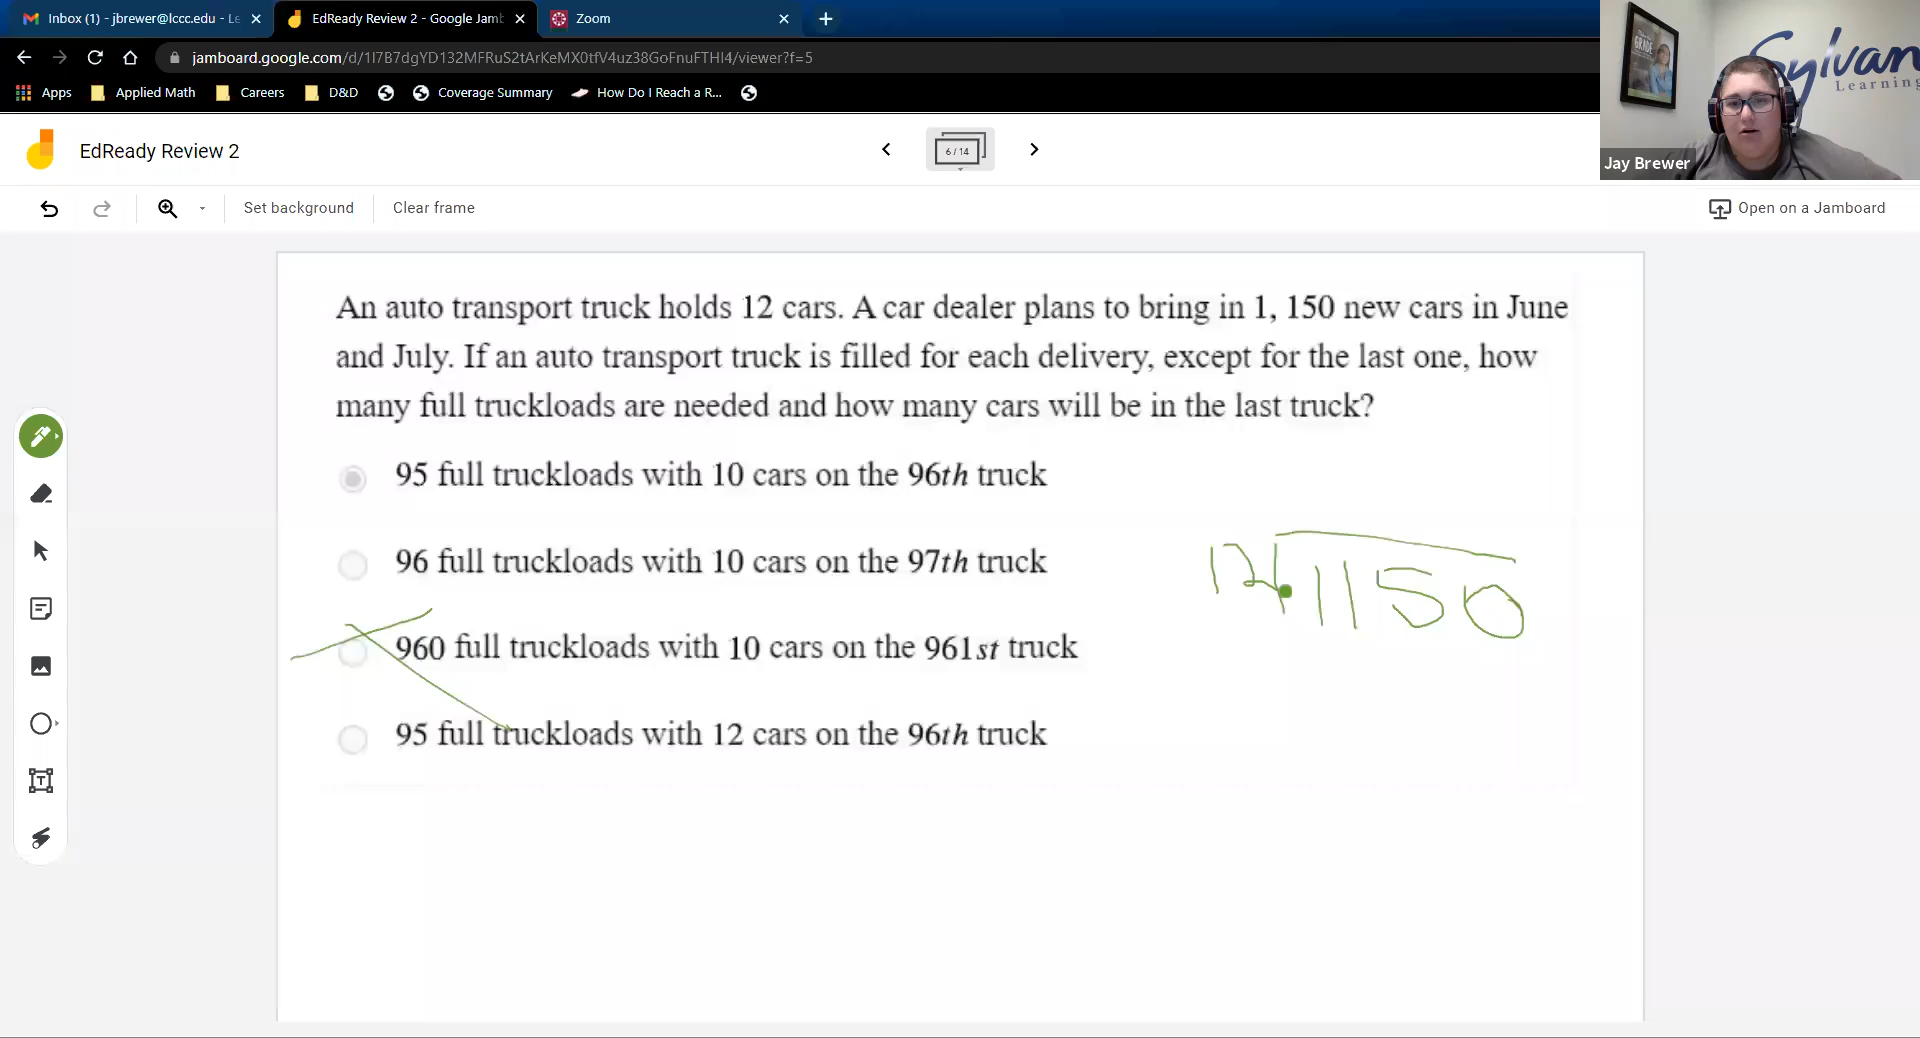 Inbox (1) - jbrewer@lccc.edu - Le
EdReady Review 2 - Google Jamb
Zoom
jamboard.google.com/d/1I7B7dgYD132MFRuS2tArKeMX0tfV4uz38GoFnuFTHI4/viewer?f=5
Apps
Applied Math
Careers
D&D
Coverage Summary
How Do I Reach a R...
GRADE
Sylvan
Learning
Jay Brewer
EdReady Review 2
6 / 14
Set background
Clear frame
Open on a Jamboard
An auto transport truck holds 12 cars. A car dealer plans to bring in 1, 150 new cars in June
and July. If an auto transport truck is filled for each delivery, except for the last one, how
many full truckloads are needed and how many cars will be in the last truck?
95 full truckloads with 10 cars on the 96th truck
96 full truckloads with 10 cars on the 97th truck
960 full truckloads with 10 cars on the 961st truck
95 full truckloads with 12 cars on the 96th truck
12 1150